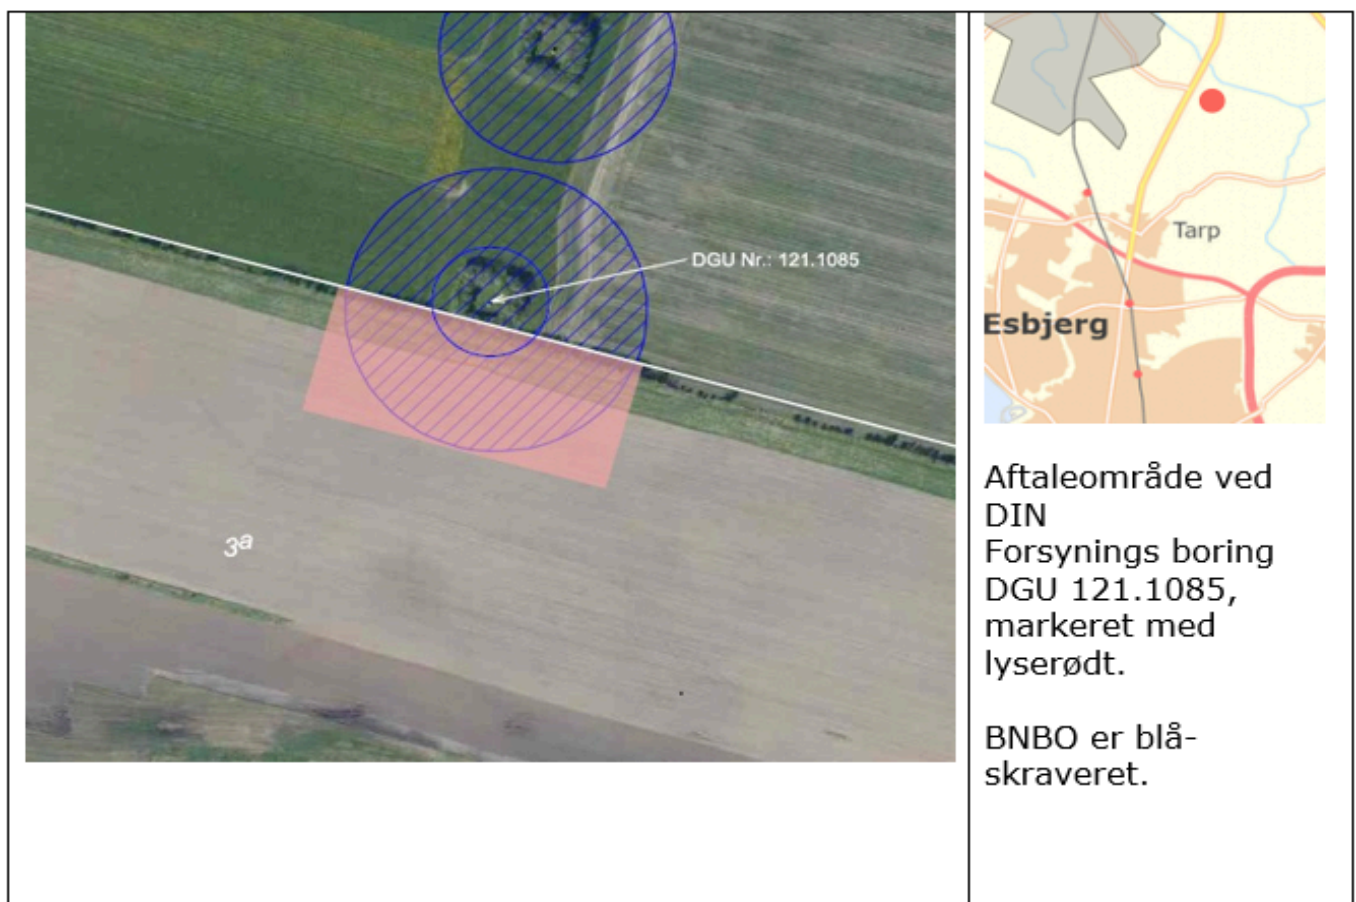 DGU Nr.: 121.1085
3a
Tarp
Esbjerg
Aftaleområde ved
DIN
Forsynings boring
DGU 121.1085,
markeret med
lyserødt.
BNBO er blå-
skraveret.